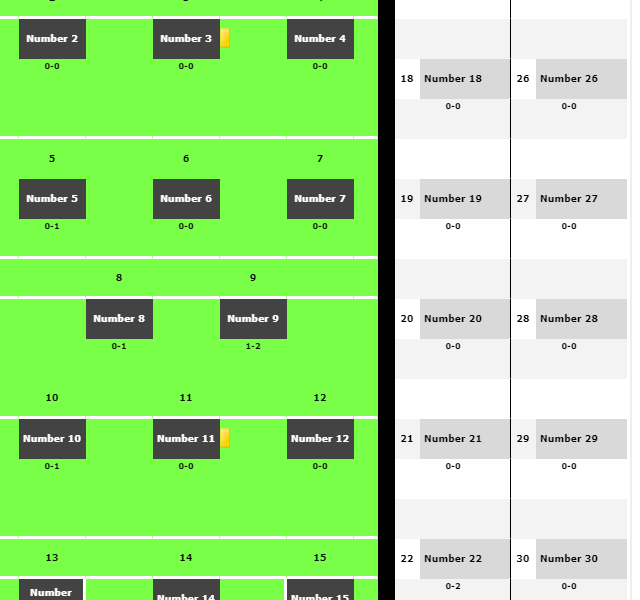 Number 2 Number 3 Number 4
0-0 0-0 0-0
18 Number 18 26 Number 26
0-0 0-0
5 6 7
Number 5 Number 6 Number 7
19 Number 19 27 Number 27
0-1 0-0 0-0
0-0 0-0
8 9
Number 8 Number 9
20 Number 20 28 Number 28
0-1 1-2
0-0 0-0
10 11 12
Number 10 Number 11 Number 12
21 Number 21 29 Number 29
0-1 0-0 0-0
0-0 0-0
13 14 15
22 Number 22 30 Number 30
0-2 0-0
Number
Number 14 Number 15